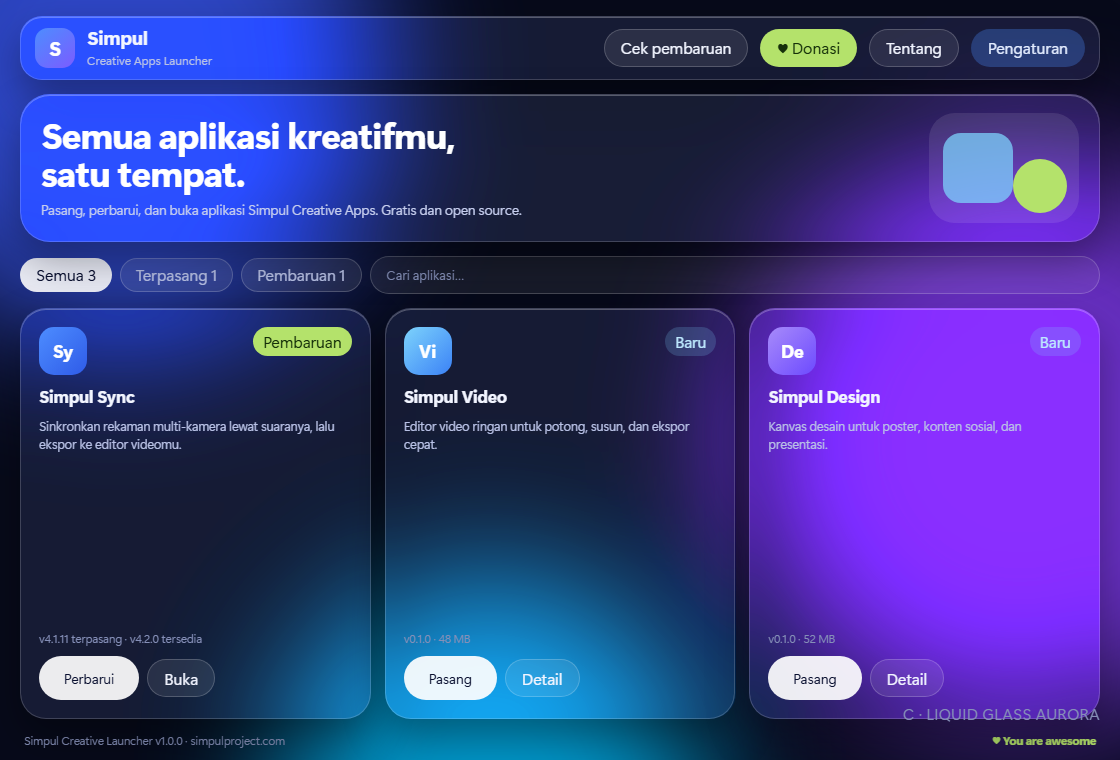 S
Simpul
Creative Apps Launcher
Cek pembaruan
♥ Donasi
Tentang
Pengaturan
Semua aplikasi kreatifmu,
satu tempat.
Pasang, perbarui, dan buka aplikasi Simpul Creative Apps. Gratis dan open source.
Semua 3
Terpasang 1
Pembaruan 1
Cari aplikasi...
Sy
Pembaruan
Simpul Sync
Sinkronkan rekaman multi-kamera lewat suaranya, lalu
ekspor ke editor videomu.
v4.1.11 terpasang · v4.2.0 tersedia
Perbarui
Buka
Vi
Baru
Simpul Video
Editor video ringan untuk potong, susun, dan ekspor
cepat.
v0.1.0 · 48 MB
Pasang
Detail
De
Baru
Simpul Design
Kanvas desain untuk poster, konten sosial, dan
presentasi.
v0.1.0 · 52 MB
Pasang
Detail
C · LIQUID GLASS AURORA
Simpul Creative Launcher v1.0.0 · simpulproject.com
♥ You are awesome